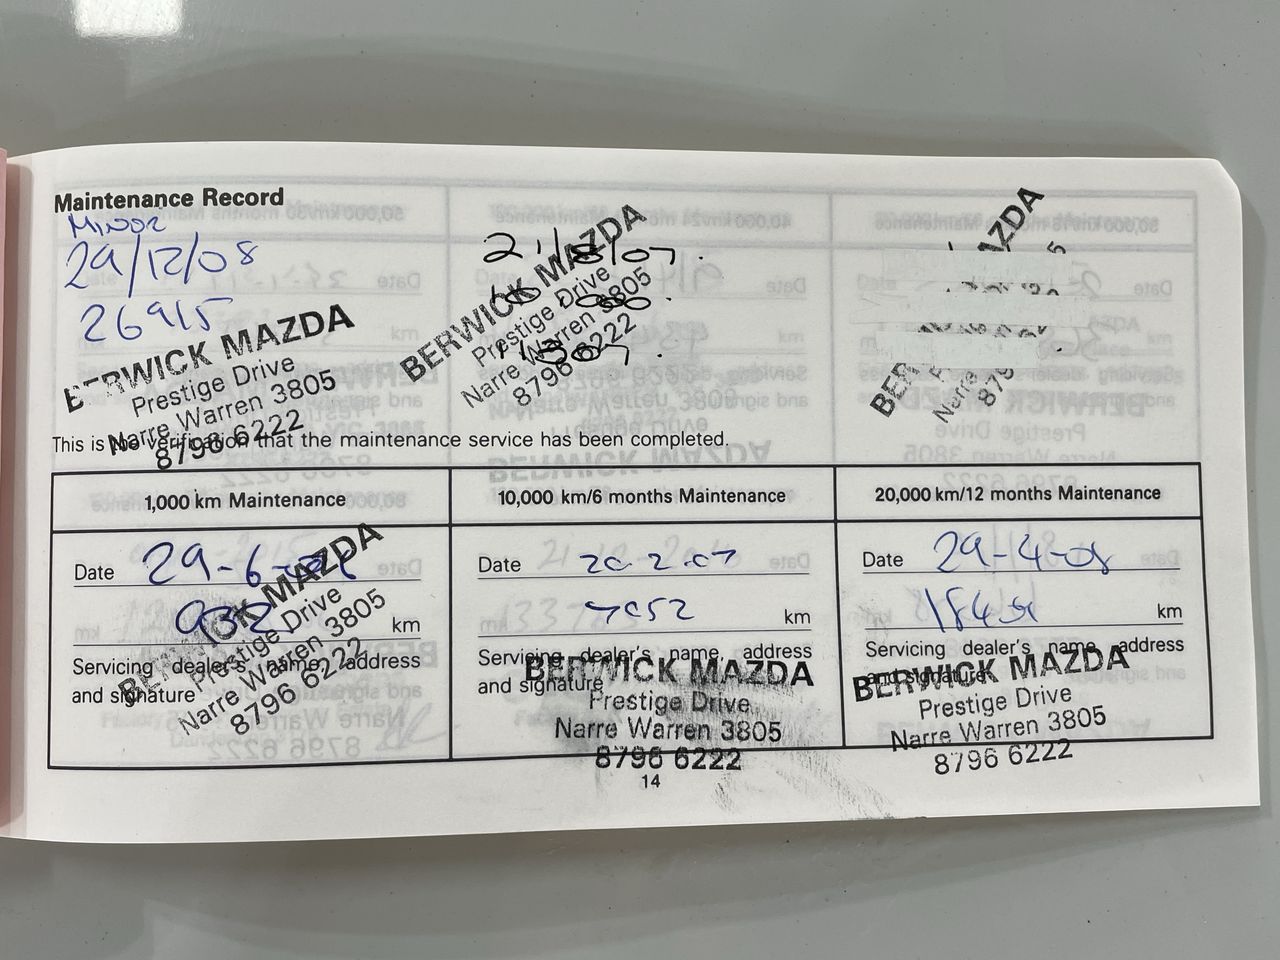 Maintenance Record
MINOR
29/12/08
26915
BERWICK MAZDA
Prestige Drive
Narre Warren 3805
8796 6222
BERWICK MAZDA
Prestige Drive
Narre Warren 3805
8796 6222
This is the verification that the maintenance service has been completed.
1,000 km Maintenance
Date 29-6-06
932 km
Servicing dealer's name, address
and signature
BERWICK MAZDA
Prestige Drive
Narre Warren 3805
8796 6222
10,000 km/6 months Maintenance
Date 20-2-07
7052 km
Servicing dealer's name, address
and signature
BERWICK MAZDA
Prestige Drive
Narre Warren 3805
8796 6222
20,000 km/12 months Maintenance
Date 29-4-08
km
Servicing dealer's name, address
and signature
BERWICK MAZDA
Prestige Drive
Narre Warren 3805
8796 6222
14